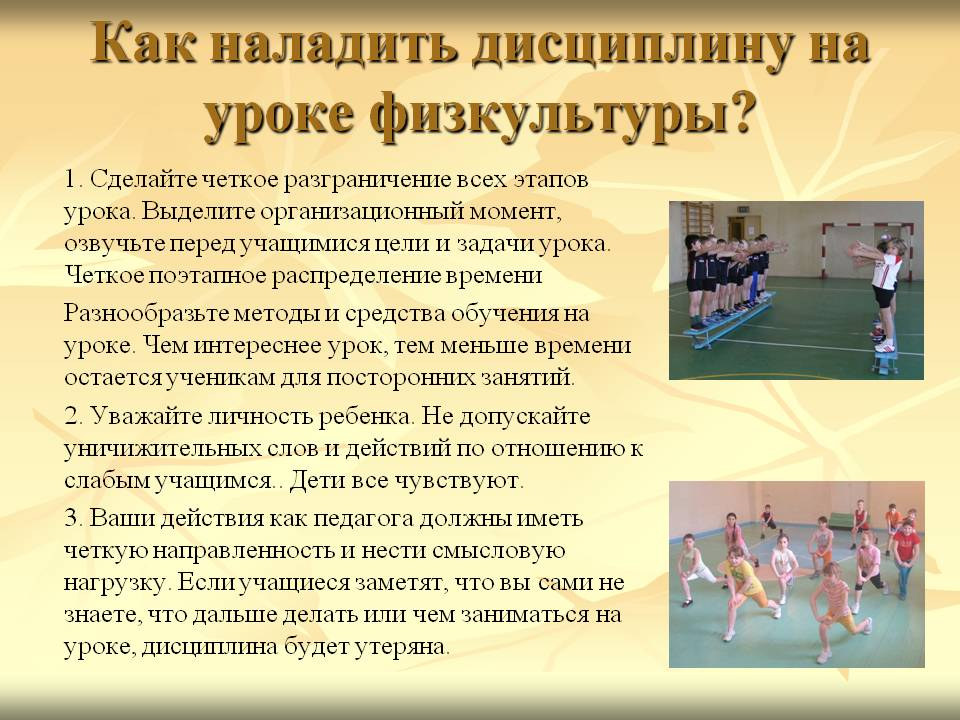 Как наладить дисциплину на
уроке физкультуры?
1. Сделайте четкое разграничение всех этапов
урока. Выделите организационный момент,
озвучьте перед учащимися цели и задачи урока.
Четкое поэтапное распределение времени
Разнообразьте методы и средства обучения на
уроке. Чем интереснее урок, тем меньше времени
остается ученикам для посторонних занятий.
2. Уважайте личность ребенка. Не допускайте
уничижительных слов и действий по отношению к
слабым учащимся.. Дети все чувствуют.
3. Ваши действия как педагога должны иметь
четкую направленность и нести смысловую
нагрузку. Если учащиеся заметят, что вы сами не
знаете, что дальше делать или чем заниматься на
уроке, дисциплина будет утеряна.